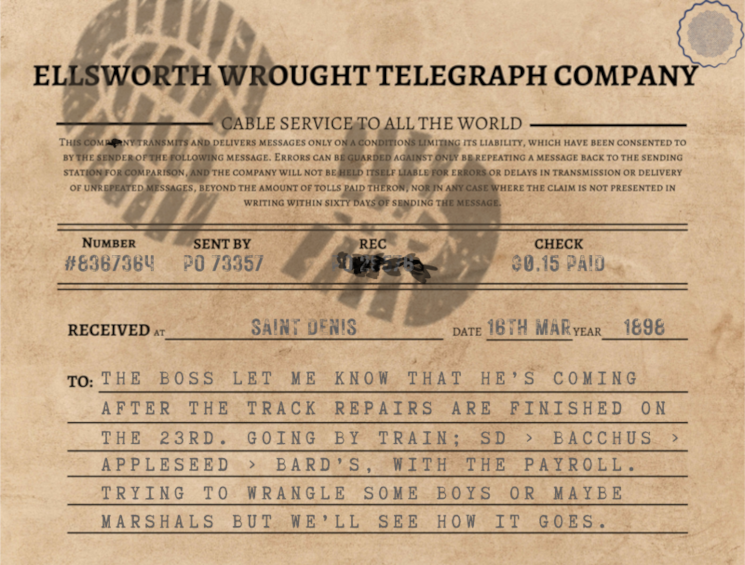 ELLSWORTH WROUGHT TELEGRAPH COMPANY
CABLE SERVICE TO ALL THE WORLD
THIS COMPANY TRANSMITS AND DELIVERS MESSAGES ONLY ON A CONDITIONS LIMITING ITS LIABILITY, WHICH HAVE BEEN CONSENTED TO
BY THE SENDER OF THE FOLLOWING MESSAGE. ERRORS CAN BE GUARDED AGAINST ONLY BE REPEATING A MESSAGE BACK TO THE SENDING
STATION FOR COMPARISON, AND THE COMPANY WILL NOT BE HELD ITSELF LIABLE FOR ERRORS OR DELAYS IN TRANSMISSION OR DELIVERY
OF UNREPEATED MESSAGES, BEYOND THE AMOUNT OF TOLLS PAID THERON, NOR IN ANY CASE WHERE THE CLAIM IS NOT PRESENTED IN
WRITING WITHIN SIXTY DAYS OF SENDING THE MESSAGE.
NUMBER SENT BY REC CHECK
#8367364 PO 73357 $0.15 PAID
RECEIVED AT SAINT DENIS DATE 16TH MAR YEAR 1898
TO: THE BOSS LET ME KNOW THAT HE'S COMING
AFTER THE TRACK REPAIRS ARE FINISHED ON
THE 23RD. GOING BY TRAIN; SD > BACCHUS >
APPLESEED > BARD'S, WITH THE PAYROLL.
TRYING TO WRANGLE SOME BOYS OR MAYBE
MARSHALS BUT WE'LL SEE HOW IT GOES.